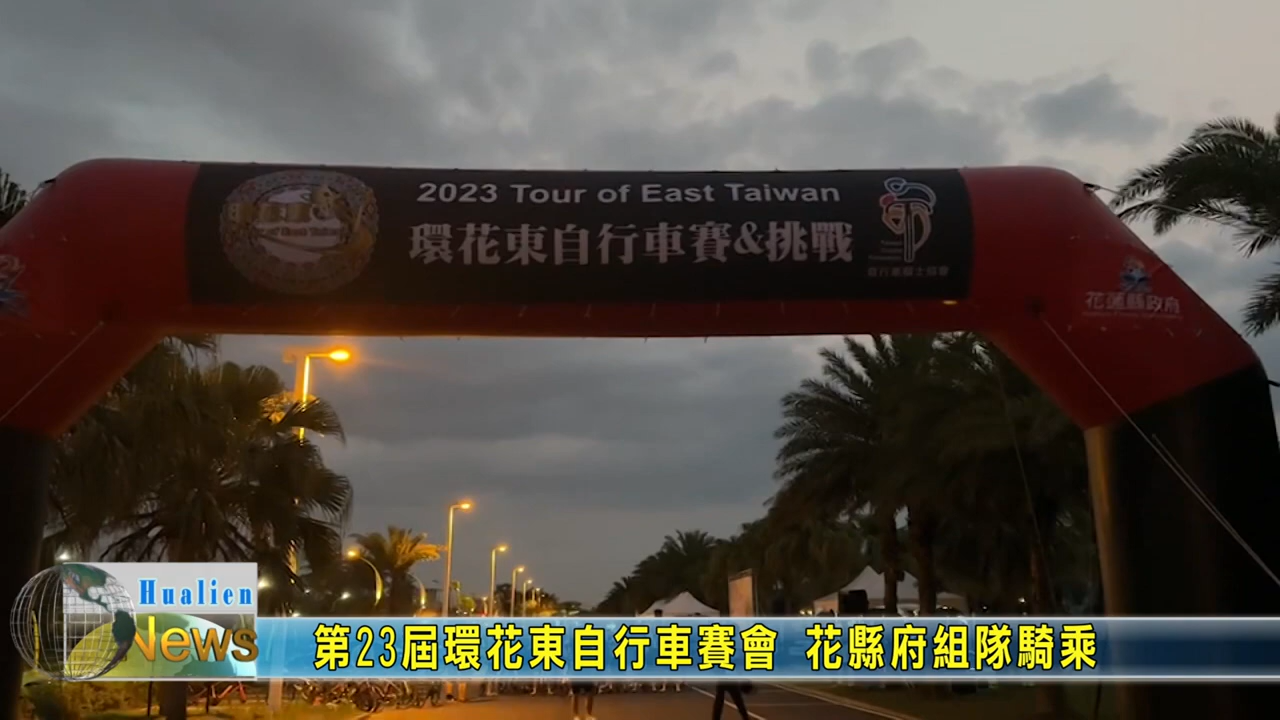 2023 Tour of East Taiwan
環花東自行車賽&挑戰
花蓮縣政府
Hualien
News
第23屆環花東自行車賽會 花縣府組隊騎乘